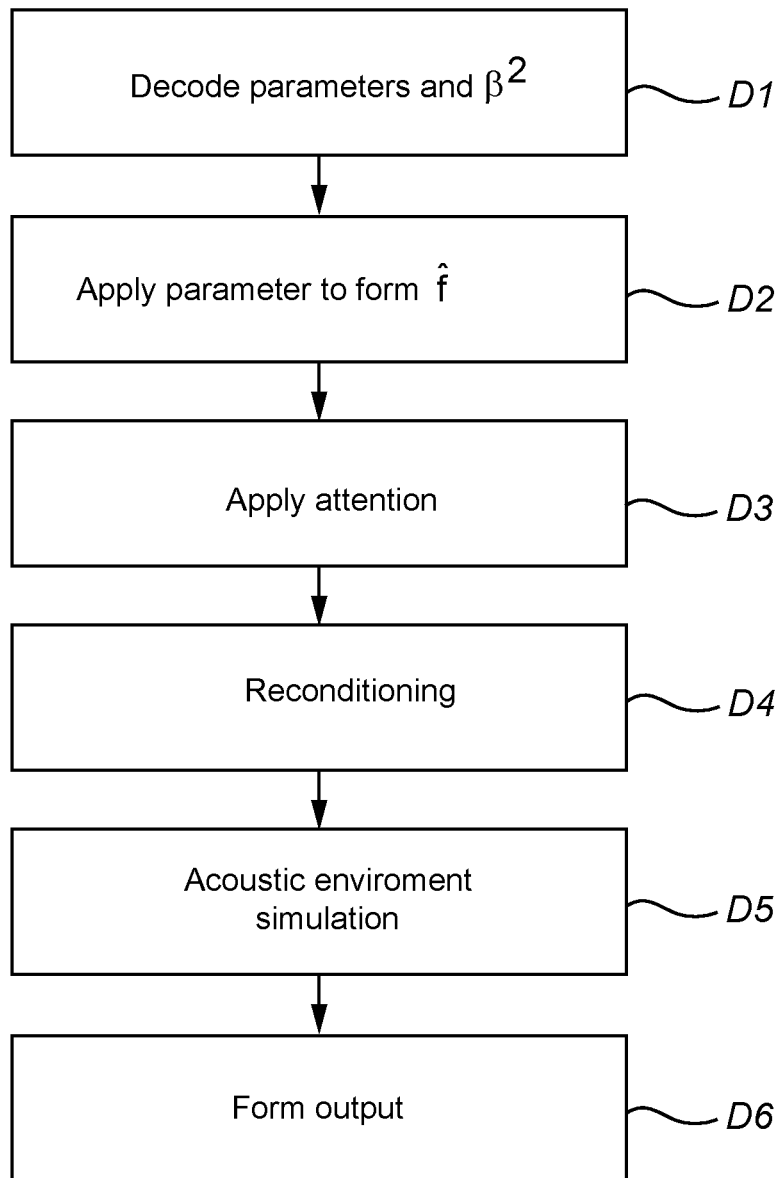 Decode parameters and β²
D1
Apply parameter to form f̂
D2
Apply attention
D3
Reconditioning
D4
Acoustic enviroment
simulation
D5
Form output
D6